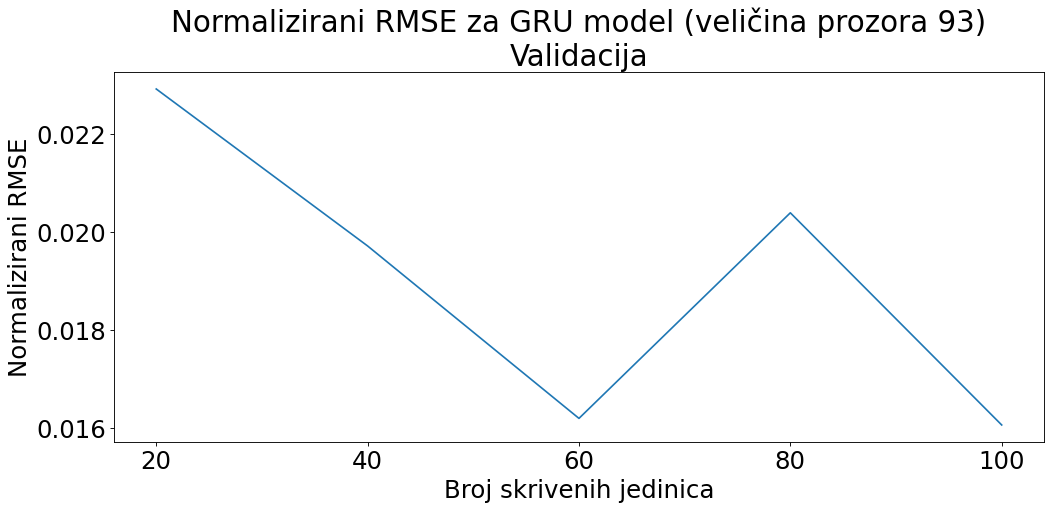 Normalizirani RMSE za GRU model (veličina prozora 93)
Validacija
Normalizirani RMSE
0.022
0.020
0.018
0.016
20 40 60 80 100
Broj skrivenih jedinica